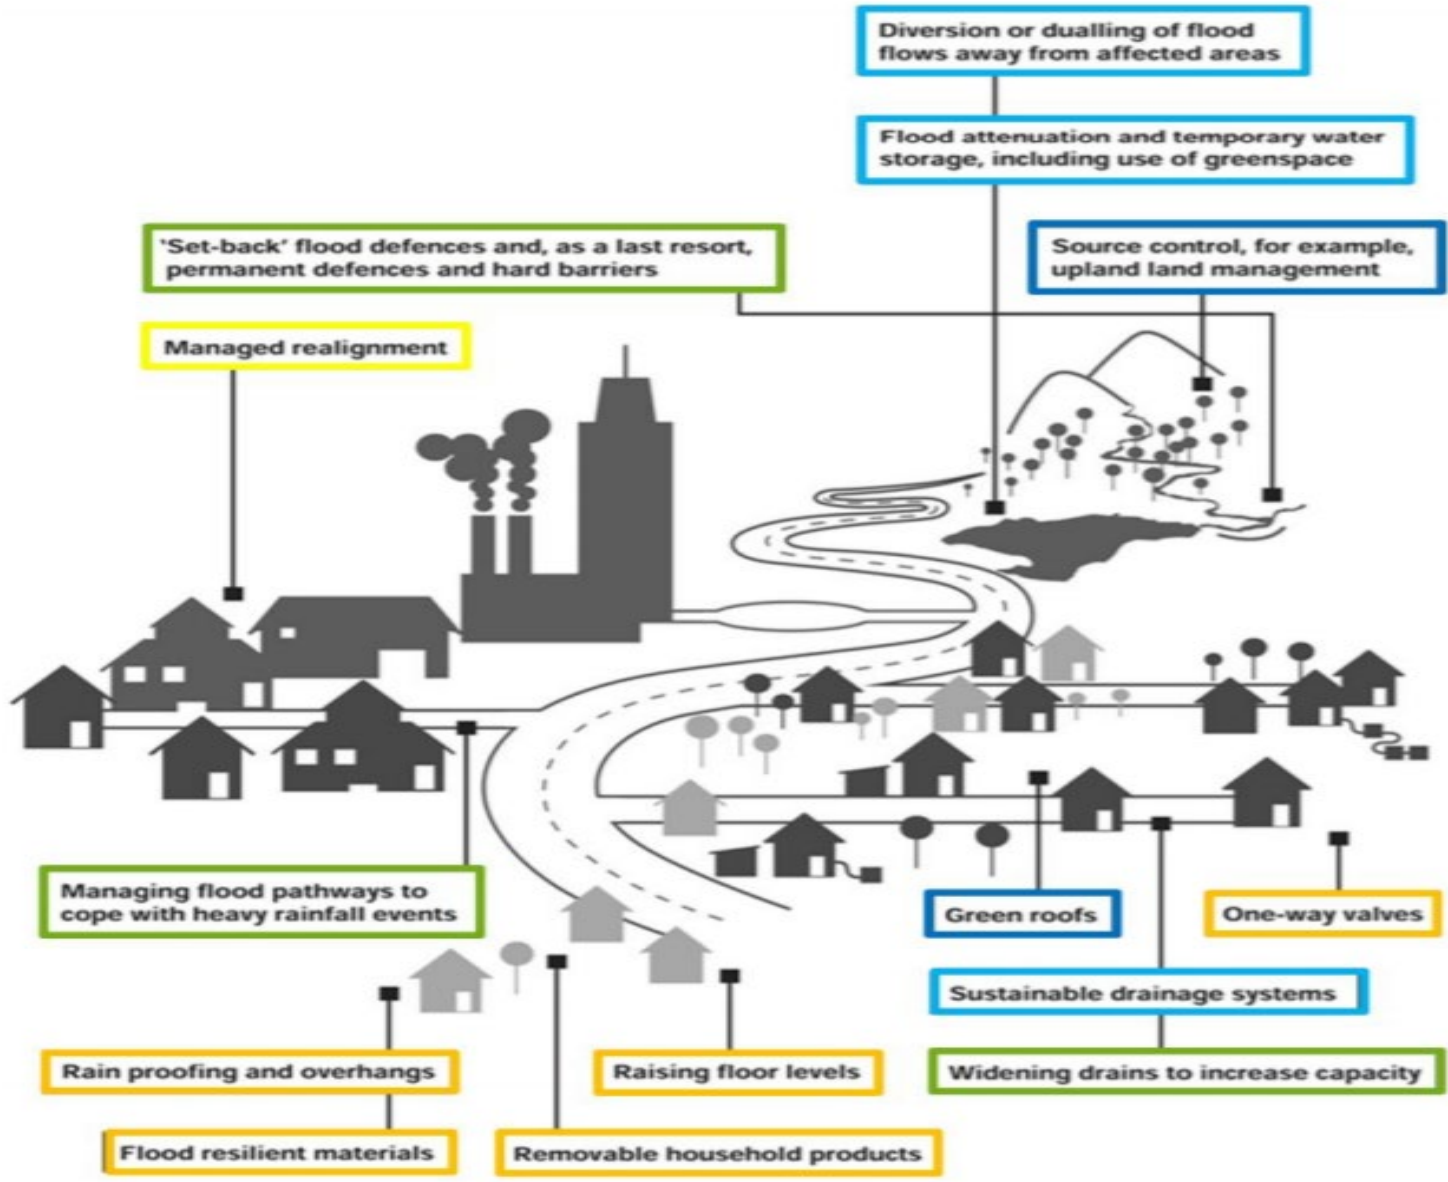 Diversion or dualling of flood
flows away from affected areas
Flood attenuation and temporary water
storage, including use of greenspace
'Set-back' flood defences and, as a last resort,
permanent defences and hard barriers
Source control, for example,
upland land management
Managed realignment
Managing flood pathways to
cope with heavy rainfall events
Green roofs
One-way valves
Sustainable drainage systems
Rain proofing and overhangs
Raising floor levels
Widening drains to increase capacity
Flood resilient materials
Removable household products